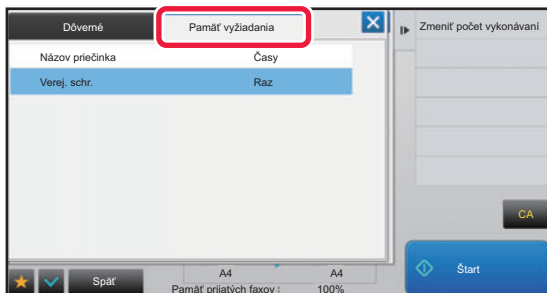 Dôverné
Pamäť vyžiadania
Zmeniť počet vykonávaní
Názov priečinka Časy
Verej. schr. Raz
CA
Späť
A4 A4
Pamäť prijatých faxov : 100%
Štart